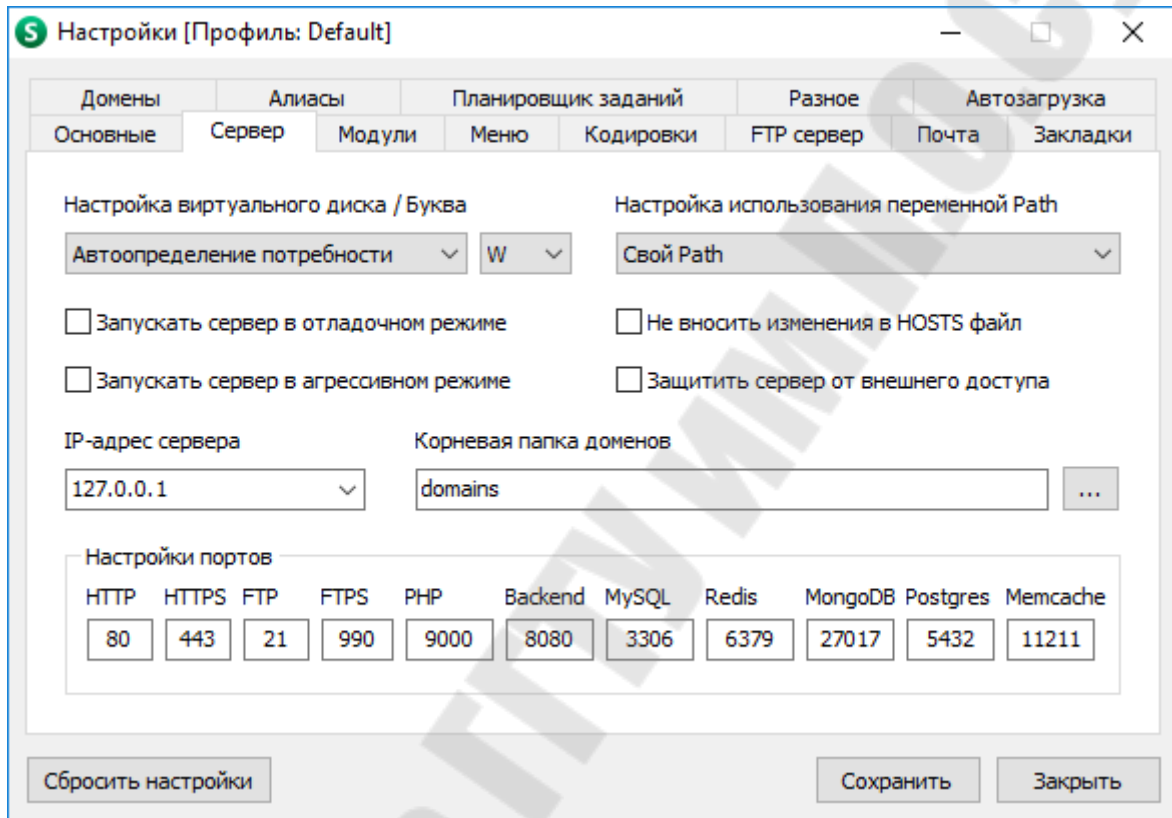 S Настройки [Профиль: Default]
Домены Алиасы Планировщик заданий Разное Автозагрузка
Основные Сервер Модули Меню Кодировки FTP сервер Почта Закладки
Настройка виртуального диска / Буква Настройка использования переменной Path
Автоопределение потребности W Свой Path
Запускать сервер в отладочном режиме Не вносить изменения в HOSTS файл
Запускать сервер в агрессивном режиме Защитить сервер от внешнего доступа
IP-адрес сервера Корневая папка доменов
127.0.0.1 domains ...
Настройки портов
HTTP HTTPS FTP FTPS PHP Backend MySQL Redis MongoDB Postgres Memcache
80 443 21 990 9000 8080 3306 6379 27017 5432 11211
Сбросить настройки Сохранить Закрыть